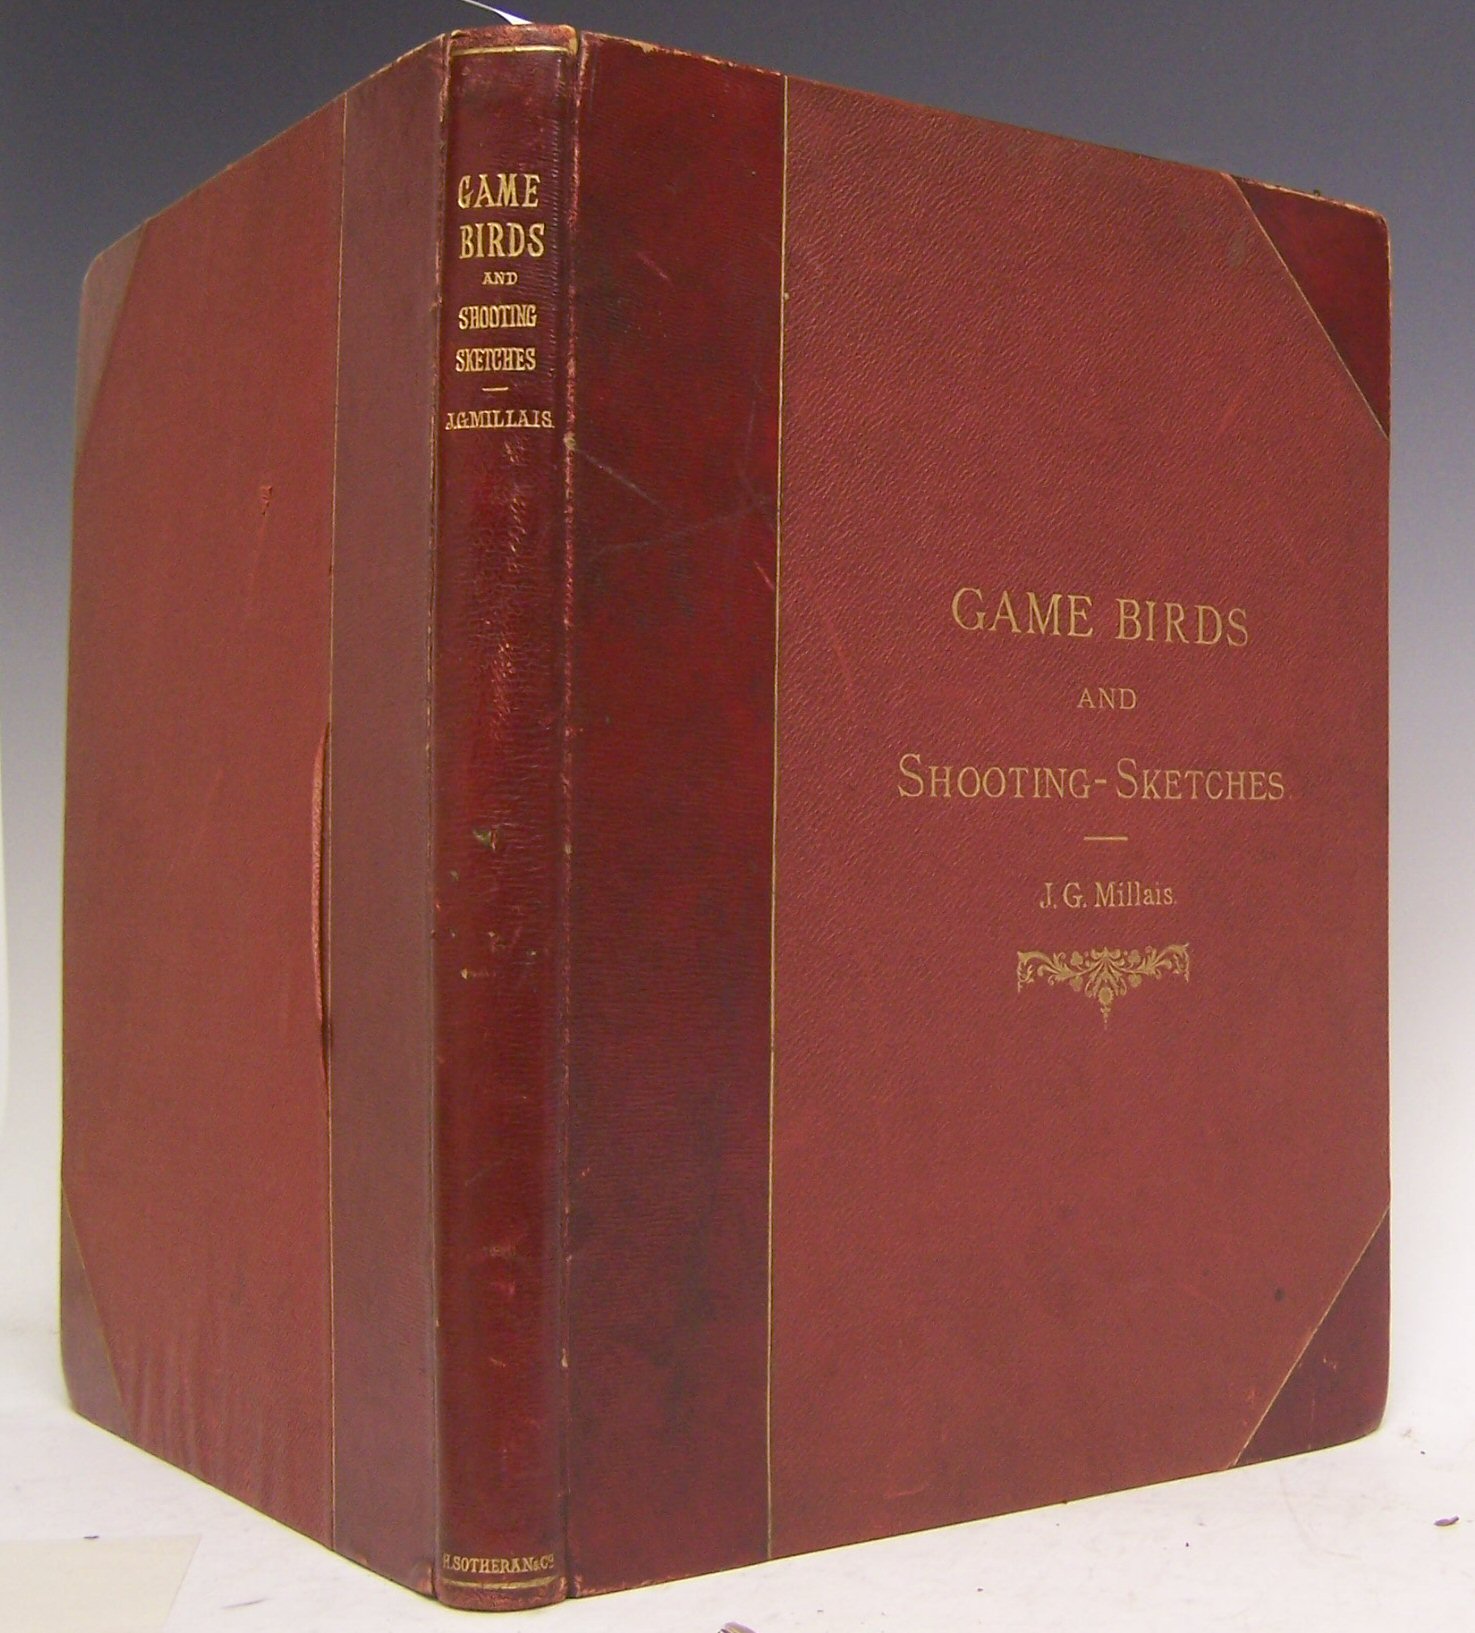 GAME
BIRDS
AND
SHOOTING
SKETCHES
J.G.MILLAIS.
H.SOTHERAN&CO
GAME BIRDS
AND
SHOOTING-SKETCHES.
J. G. Millais.